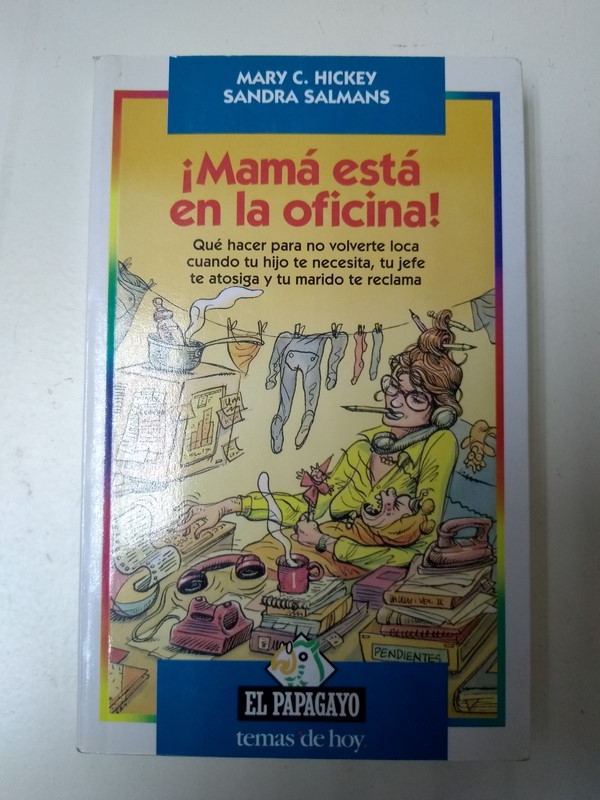 MARY C. HICKEY
SANDRA SALMANS
¡Mamá está
en la oficina!
Qué hacer para no volverte loca
cuando tu hijo te necesita, tu jefe
te atosiga y tu marido te reclama
PENDIENTES
EL PAPAGAYO
temas de hoy.